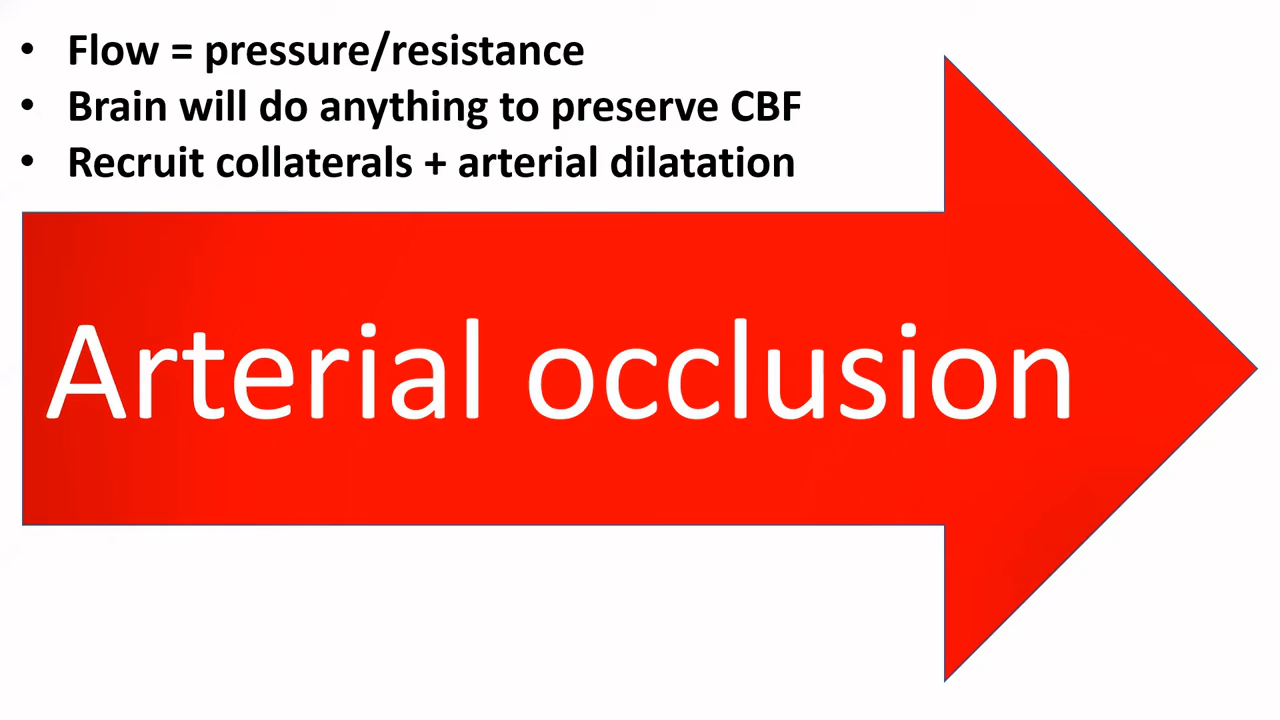 • Flow = pressure/resistance
• Brain will do anything to preserve CBF
• Recruit collaterals + arterial dilatation
Arterial occlusion